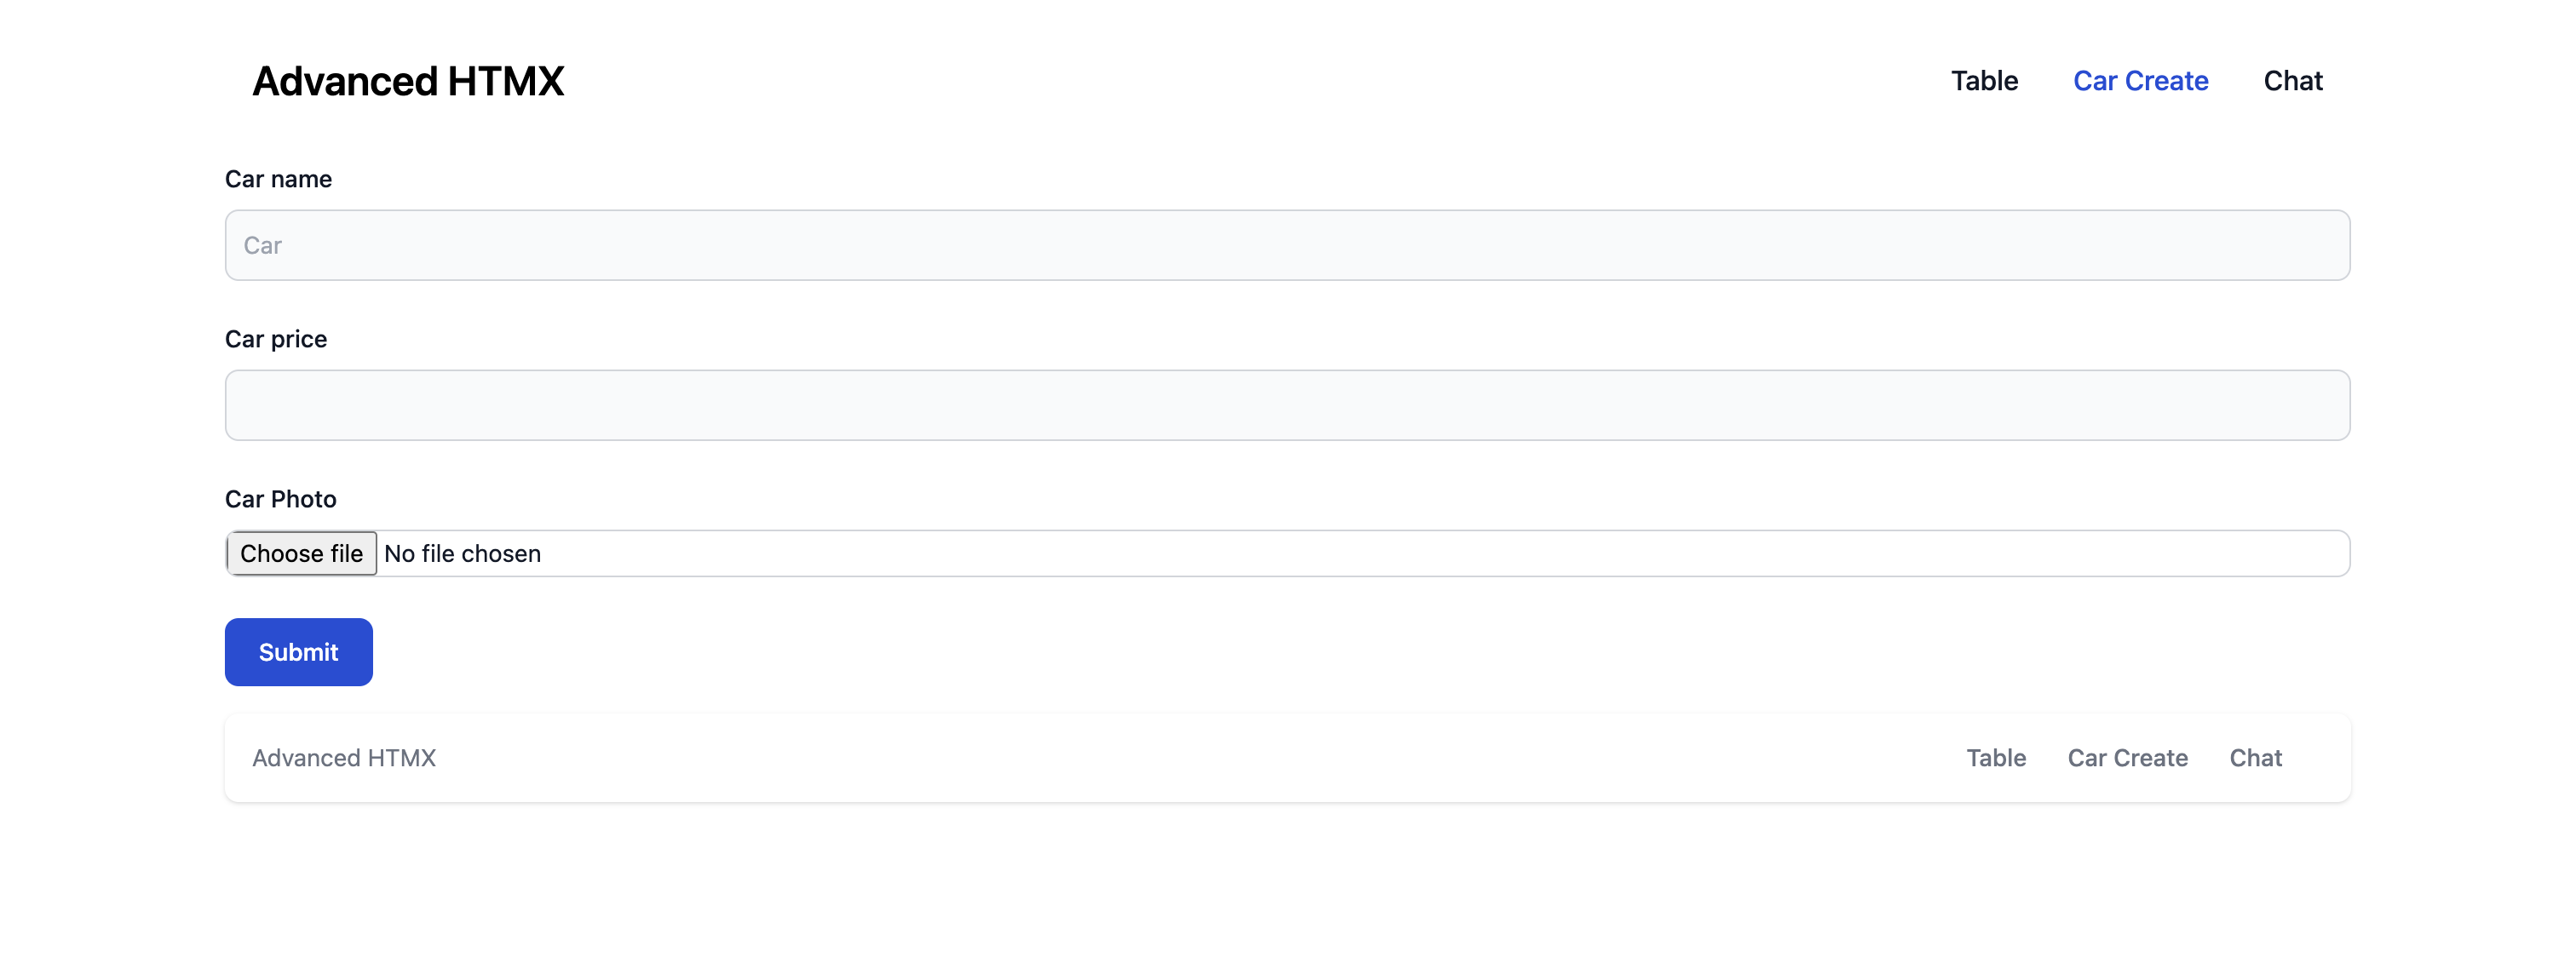 Advanced HTMX Table Car Create Chat
Car name
Car
Car price
Car Photo
Choose file No file chosen
Submit
Advanced HTMX Table Car Create Chat